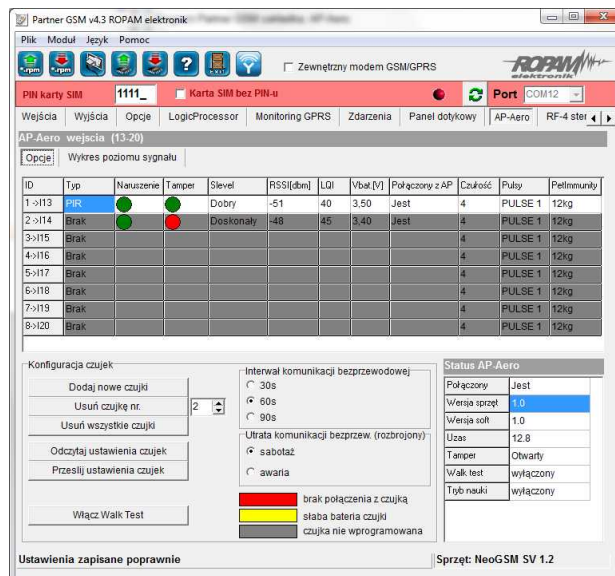 Partner GSM v4.3 ROPAM elektronik
Plik Moduł Język Pomoc
*.rpm *.rpm ? EXIT Zewnętrzny modem GSM/GPRS ROPAM elektronik
PIN karty SIM 1111_ Karta SIM bez PIN-u Port COM12
Wejścia Wyjścia Opcje LogicProcessor Monitoring GPRS Zdarzenia Panel dotykowy AP-Aero RF-4 ster
AP-Aero wejscia (13-20)
Opcje Wykres poziomu sygnału
ID Typ Naruszenie Tamper Slevel RSSI[dbm] LQI Vbat.[V] Połączony z AP Czułość Pulsy PetImmunity
1->I13 PIR Dobry -51 40 3,50 Jest 4 PULSE 1 12kg
2->I14 Brak Doskonały -48 45 3,40 Jest 4 PULSE 1 12kg
3->I15 Brak 4 PULSE 1 12kg
4->I16 Brak 4 PULSE 1 12kg
5->I17 Brak 4 PULSE 1 12kg
6->I18 Brak 4 PULSE 1 12kg
7->I19 Brak 4 PULSE 1 12kg
8->I20 Brak 4 PULSE 1 12kg
Konfiguracja czujek
Dodaj nowe czujki
Usuń czujkę nr. 2
Usuń wszystkie czujki
Odczytaj ustawienia czujek
Prześlij ustawienia czujek
Włącz Walk Test
Interwał komunikacji bezprzewodowej
30s
60s
90s
Utrata komunikacji bezprzew. (rozbrojony)
sabotaż
awaria
brak połączenia z czujką
słaba bateria czujki
czujka nie wprogramowana
Status AP-Aero
Połączony Jest
Wersja sprzęt 1.0
Wersja soft 1.0
Uzas 12.8
Tamper Otwarty
Walk test wyłączony
Tryb nauki wyłączony
Ustawienia zapisane poprawnie Sprzęt: NeoGSM SV 1.2